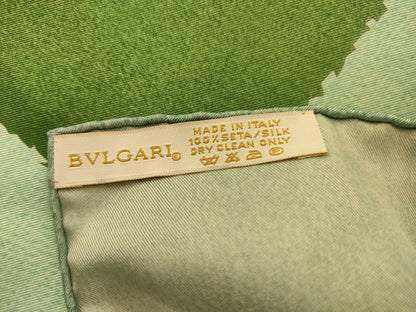 BVLGARI®
MADE IN ITALY
100% SETA/SILK
DRY CLEAN ONLY